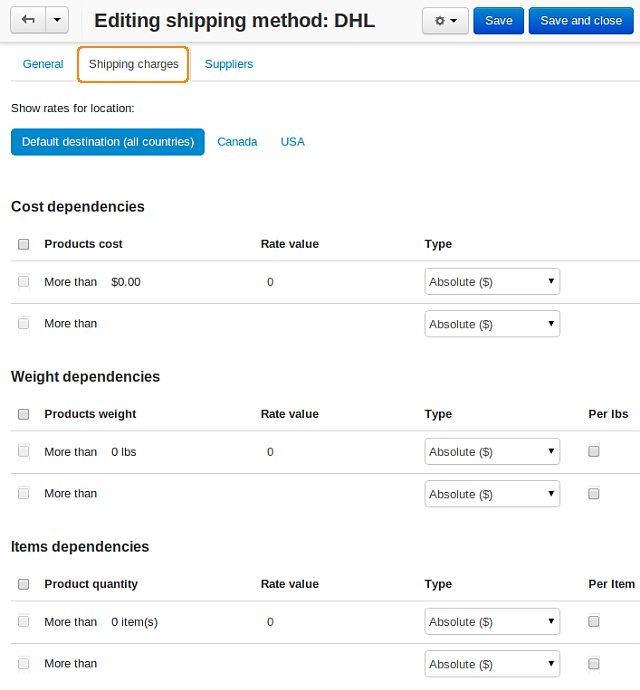 Editing shipping method: DHL
Save
Save and close
General Shipping charges Suppliers
Show rates for location:
Default destination (all countries) Canada USA
Cost dependencies
Products cost Rate value Type
More than $0.00 0 Absolute ($)
More than Absolute ($)
Weight dependencies
Products weight Rate value Type Per lbs
More than 0 lbs 0 Absolute ($)
More than Absolute ($)
Items dependencies
Product quantity Rate value Type Per Item
More than 0 item(s) 0 Absolute ($)
More than Absolute ($)